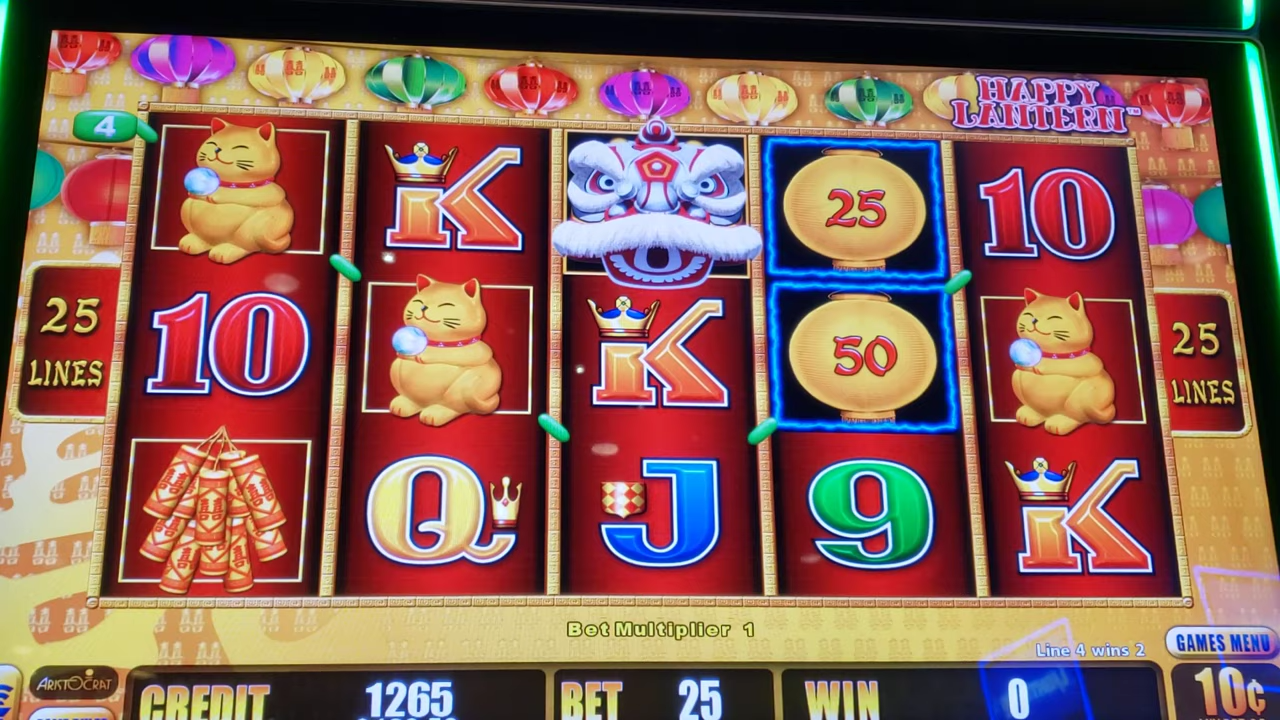 HAPPY
LANTERN™
4
K
25
10
25
LINES
10
K
50
25
LINES
Q
J
9
K
Bet Multiplier 1
Line 4 wins 2
GAMES MENU
ARISTOCRAT
CREDIT 1265
BET 25
WIN 0
10¢